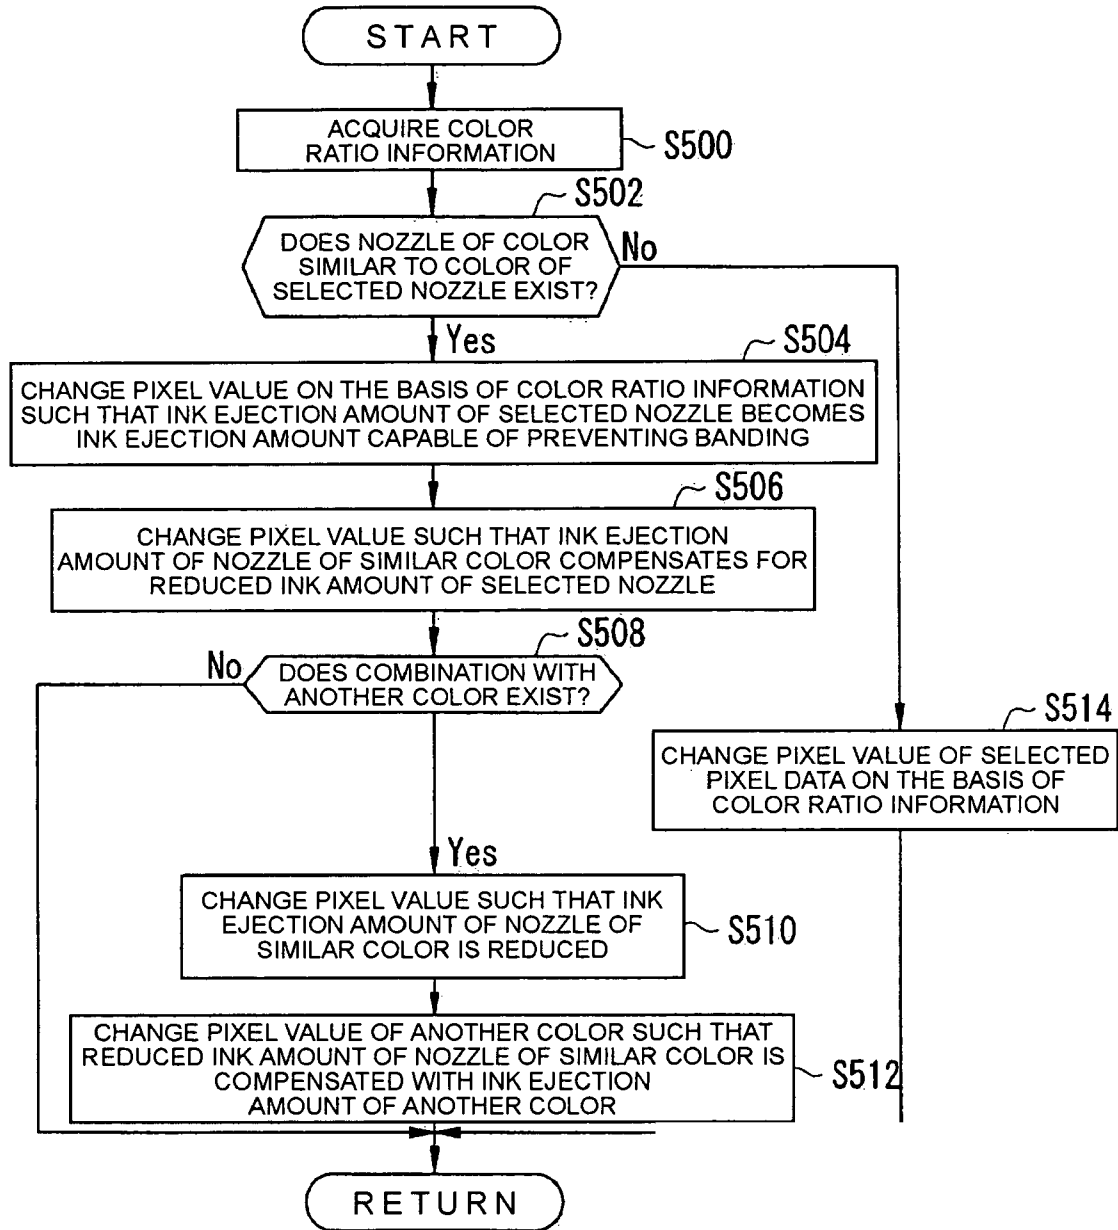 START
ACQUIRE COLOR
RATIO INFORMATION
S500
S502
DOES NOZZLE OF COLOR
SIMILAR TO COLOR OF
SELECTED NOZZLE EXIST?
No
Yes
S504
CHANGE PIXEL VALUE ON THE BASIS OF COLOR RATIO INFORMATION
SUCH THAT INK EJECTION AMOUNT OF SELECTED NOZZLE BECOMES
INK EJECTION AMOUNT CAPABLE OF PREVENTING BANDING
S506
CHANGE PIXEL VALUE SUCH THAT INK EJECTION
AMOUNT OF NOZZLE OF SIMILAR COLOR COMPENSATES FOR
REDUCED INK AMOUNT OF SELECTED NOZZLE
S508
No
DOES COMBINATION WITH
ANOTHER COLOR EXIST?
S514
CHANGE PIXEL VALUE OF SELECTED
PIXEL DATA ON THE BASIS OF
COLOR RATIO INFORMATION
Yes
CHANGE PIXEL VALUE SUCH THAT INK
EJECTION AMOUNT OF NOZZLE OF
SIMILAR COLOR IS REDUCED
S510
CHANGE PIXEL VALUE OF ANOTHER COLOR SUCH THAT
REDUCED INK AMOUNT OF NOZZLE OF SIMILAR COLOR IS
COMPENSATED WITH INK EJECTION
AMOUNT OF ANOTHER COLOR
S512
RETURN